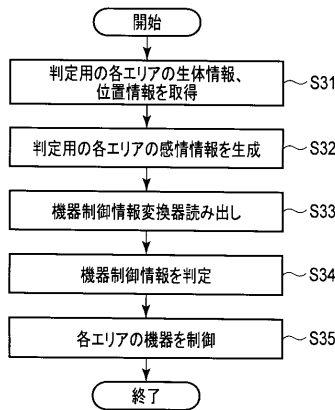 開始
判定用の各エリアの生体情報、
位置情報を取得
S31
判定用の各エリアの感情情報を生成
S32
機器制御情報変換器読み出し
S33
機器制御情報を判定
S34
各エリアの機器を制御
S35
終了